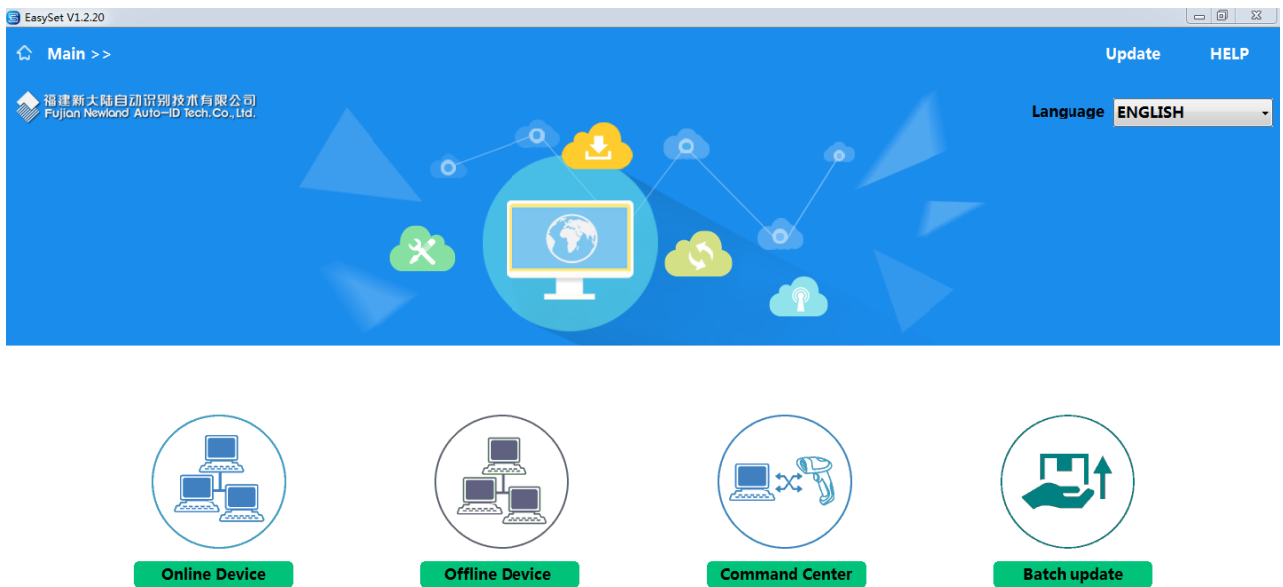 EasySet V1.2.20
Main >>
Update
HELP
福建新大陆自动识别技术有限公司
Fujian Newland Auto-ID Tech.Co.,Ltd.
Language
ENGLISH
Online Device
Offline Device
Command Center
Batch update